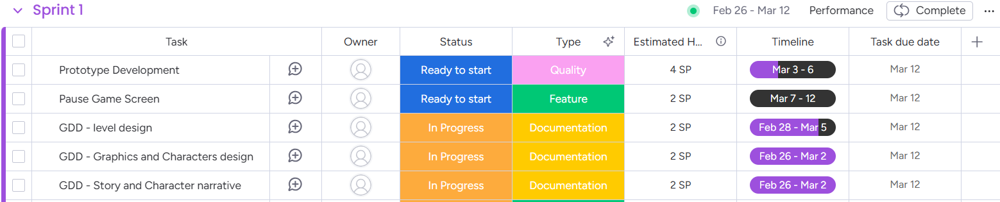 Sprint 1 Feb 26 - Mar 12 Performance Complete ...
Task Owner Status Type Estimated H... Timeline Task due date
Prototype Development Ready to start Quality 4 SP Mar 3 - 6 Mar 12
Pause Game Screen Ready to start Feature 2 SP Mar 7 - 12 Mar 12
GDD - level design In Progress Documentation 2 SP Feb 28 - Mar 5 Mar 12
GDD - Graphics and Characters design In Progress Documentation 2 SP Feb 26 - Mar 2 Mar 12
GDD - Story and Character narrative In Progress Documentation 2 SP Feb 26 - Mar 2 Mar 12